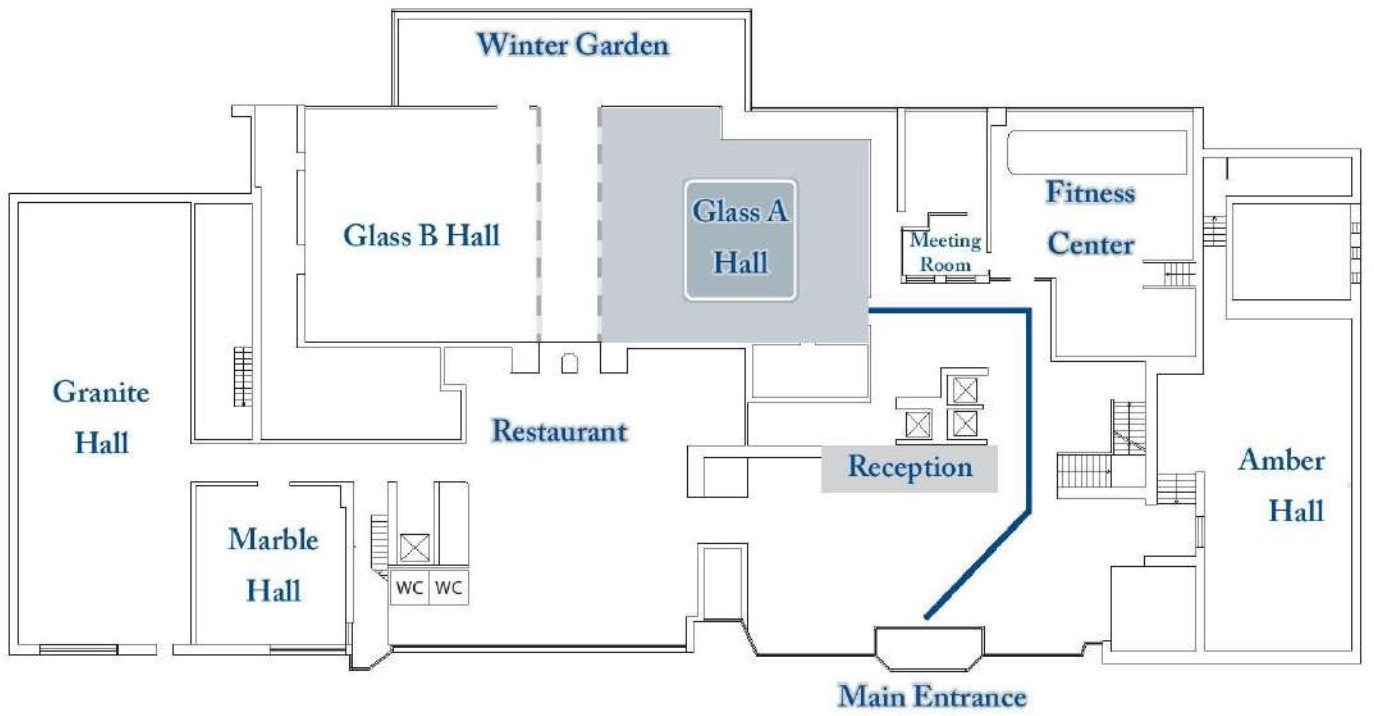 Winter Garden
Glass B Hall
Glass A
Hall
Meeting
Room
Fitness
Center
Granite
Hall
Restaurant
Reception
Amber
Hall
Marble
Hall
WC WC
Main Entrance